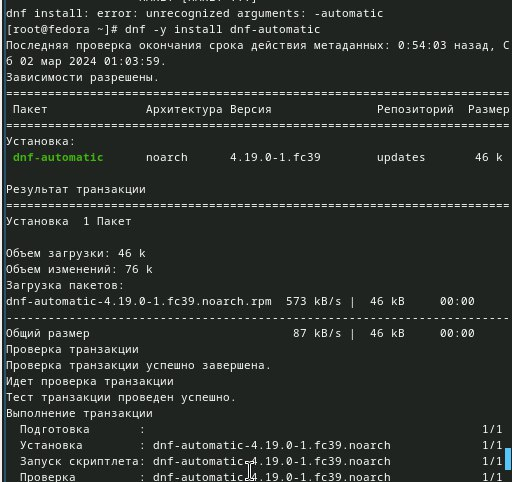 dnf install: error: unrecognized arguments: -automatic
[root@fedora ~]# dnf -y install dnf-automatic
Последняя проверка окончания срока действия метаданных: 0:54:03 назад, С
б 02 мар 2024 01:03:59.
Зависимости разрешены.
================================================================
Пакет Архитектура Версия Репозиторий Размер
================================================================
Установка:
dnf-automatic noarch 4.19.0-1.fc39 updates 46 k
Результат транзакции
================================================================
Установка 1 Пакет
Объем загрузки: 46 k
Объем изменений: 76 k
Загрузка пакетов:
dnf-automatic-4.19.0-1.fc39.noarch.rpm 573 kB/s | 46 kB 00:00
----------------------------------------------------------------
Общий размер 87 kB/s | 46 kB 00:00
Проверка транзакции
Проверка транзакции успешно завершена.
Идет проверка транзакции
Тест транзакции проведен успешно.
Выполнение транзакции
Подготовка : 1/1
Установка : dnf-automatic-4.19.0-1.fc39.noarch 1/1
Запуск скриптлета: dnf-automatic-4.19.0-1.fc39.noarch 1/1
Проверка : dnf-automatic-4.19.0-1.fc39.noarch 1/1